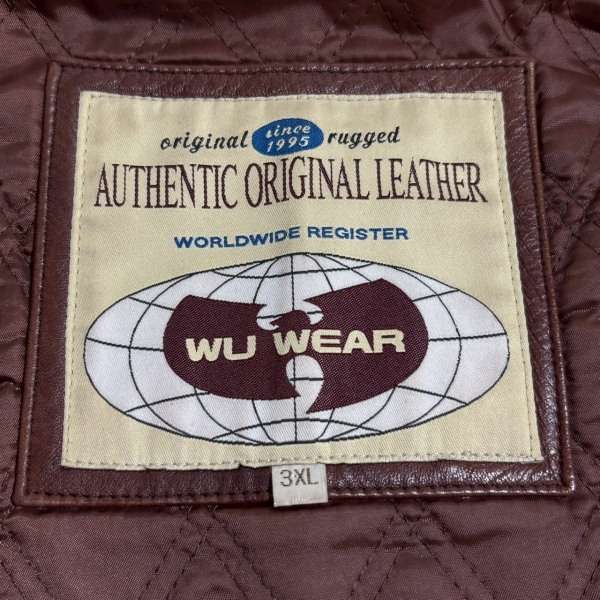 original since 1995 rugged
AUTHENTIC ORIGINAL LEATHER
WORLDWIDE REGISTER
WU WEAR
3XL